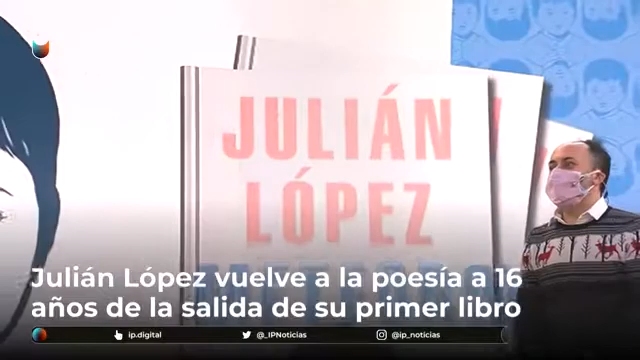 JULIÁN
LÓPEZ
Julián López vuelve a la poesía a 16
años de la salida de su primer libro
ip.digital
@_IPNoticias
@ip_noticias